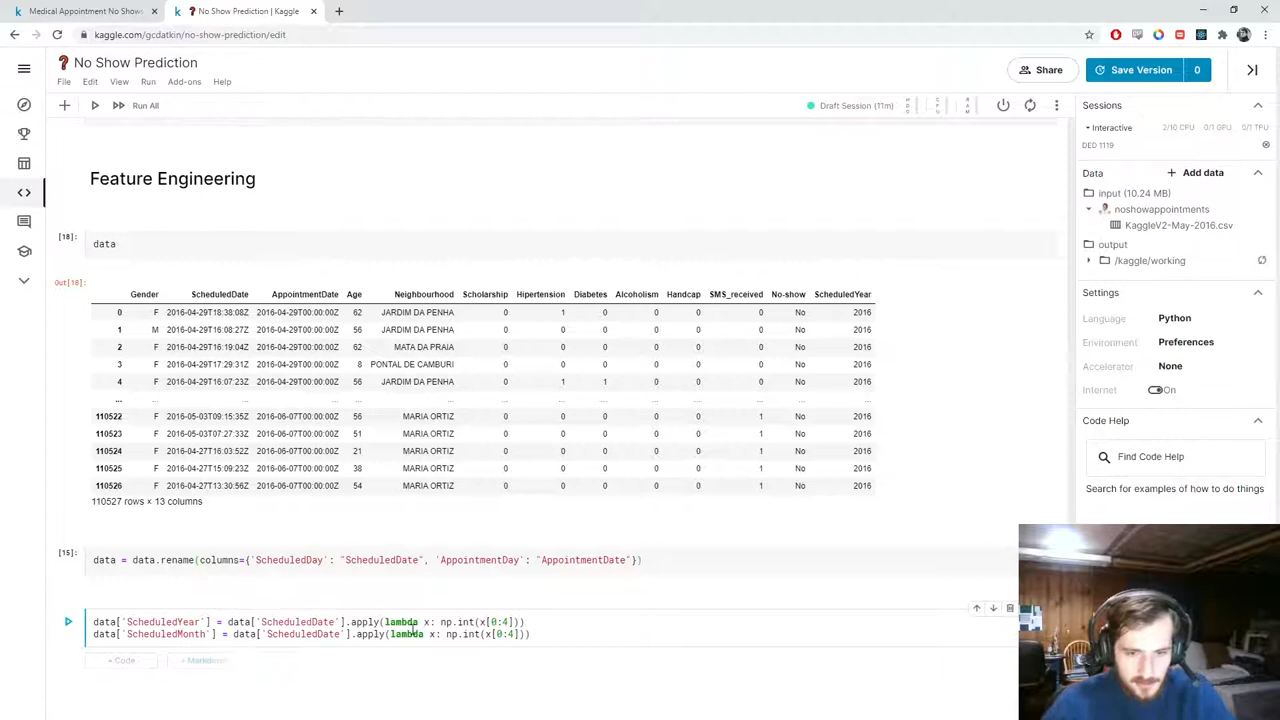 Medical Appointment No Shows
No Show Prediction | Kaggle
kaggle.com/gcdatkin/no-show-prediction/edit
No Show Prediction
File Edit View Run Add-ons Help
Share
Save Version 0
Run All
Draft Session (11m)
Feature Engineering
[18]:
data
Out[18]:
Gender ScheduledDate AppointmentDate Age Neighbourhood Scholarship Hipertension Diabetes Alcoholism Handcap SMS_received No-show ScheduledYear
0 F 2016-04-29T18:38:08Z 2016-04-29T00:00:00Z 62 JARDIM DA PENHA 0 1 0 0 0 0 No 2016
1 M 2016-04-29T16:08:27Z 2016-04-29T00:00:00Z 56 JARDIM DA PENHA 0 0 0 0 0 0 No 2016
2 F 2016-04-29T16:19:04Z 2016-04-29T00:00:00Z 62 MATA DA PRAIA 0 0 0 0 0 0 No 2016
3 F 2016-04-29T17:29:31Z 2016-04-29T00:00:00Z 8 PONTAL DE CAMBURI 0 0 0 0 0 0 No 2016
4 F 2016-04-29T16:07:23Z 2016-04-29T00:00:00Z 56 JARDIM DA PENHA 0 1 1 0 0 0 No 2016
... ... ... ... ... ... ... ... ... ... ... ... ... ...
110522 F 2016-05-03T09:15:35Z 2016-06-07T00:00:00Z 56 MARIA ORTIZ 0 0 0 0 0 1 No 2016
110523 F 2016-05-03T07:27:33Z 2016-06-07T00:00:00Z 51 MARIA ORTIZ 0 0 0 0 0 1 No 2016
110524 F 2016-04-27T16:03:52Z 2016-06-07T00:00:00Z 21 MARIA ORTIZ 0 0 0 0 0 1 No 2016
110525 F 2016-04-27T15:09:23Z 2016-06-07T00:00:00Z 38 MARIA ORTIZ 0 0 0 0 0 1 No 2016
110526 F 2016-04-27T13:30:56Z 2016-06-07T00:00:00Z 54 MARIA ORTIZ 0 0 0 0 0 1 No 2016
110527 rows × 13 columns
[15]:
data = data.rename(columns={'ScheduledDay': "ScheduledDate", 'AppointmentDay': "AppointmentDate"})
data['ScheduledYear'] = data['ScheduledDate'].apply(lambda x: np.int(x[0:4]))
data['ScheduledMonth'] = data['ScheduledDate'].apply(lambda x: np.int(x[0:4]))
+ Code
+ Markdown
Sessions
Interactive 2/10 CPU 0/1 GPU 0/1 TPU
DED 1119
Data
+ Add data
input (10.24 MB)
noshowappointments
KaggleV2-May-2016.csv
output
/kaggle/working
Settings
Language Python
Environment Preferences
Accelerator None
Internet On
Code Help
Find Code Help
Search for examples of how to do things